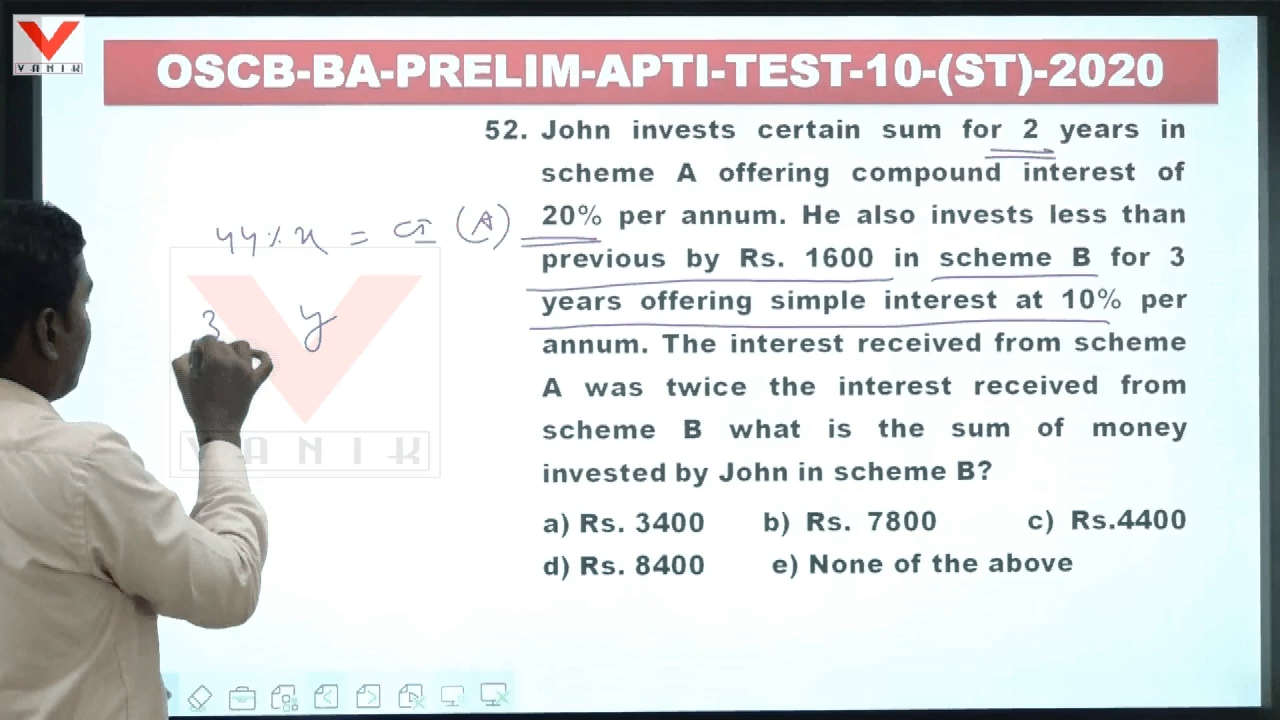 VANIK
OSCB-BA-PRELIM-APTI-TEST-10-(ST)-2020
52. John invests certain sum for 2 years in
scheme A offering compound interest of
20% per annum. He also invests less than
previous by Rs. 1600 in scheme B for 3
years offering simple interest at 10% per
annum. The interest received from scheme
A was twice the interest received from
scheme B what is the sum of money
invested by John in scheme B?
a) Rs. 3400 b) Rs. 7800 c) Rs.4400
d) Rs. 8400 e) None of the above
44% x = CI (A)
3 y
VANIK